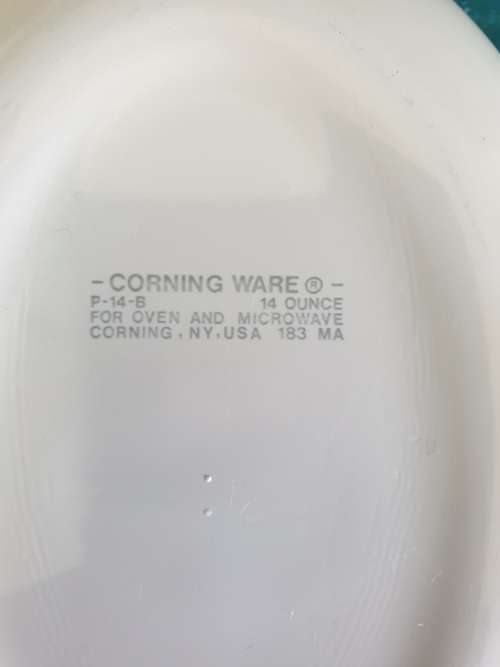 - CORNING WARE ® -
P-14-B 14 OUNCE
FOR OVEN AND MICROWAVE
CORNING, NY, USA 183 MA